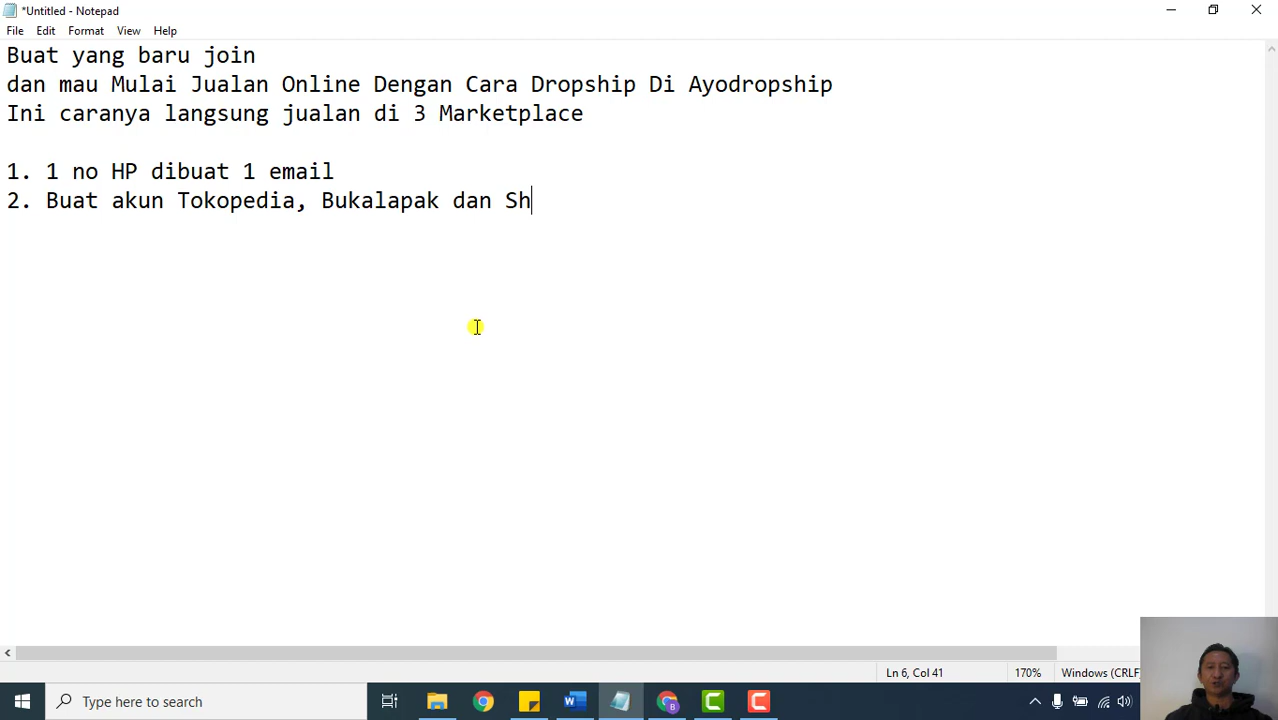 *Untitled - Notepad
File Edit Format View Help
Buat yang baru join
dan mau Mulai Jualan Online Dengan Cara Dropship Di Ayodropship
Ini caranya langsung jualan di 3 Marketplace
1. 1 no HP dibuat 1 email
2. Buat akun Tokopedia, Bukalapak dan Sh
Ln 6, Col 41 170% Windows (CRLF
Type here to search